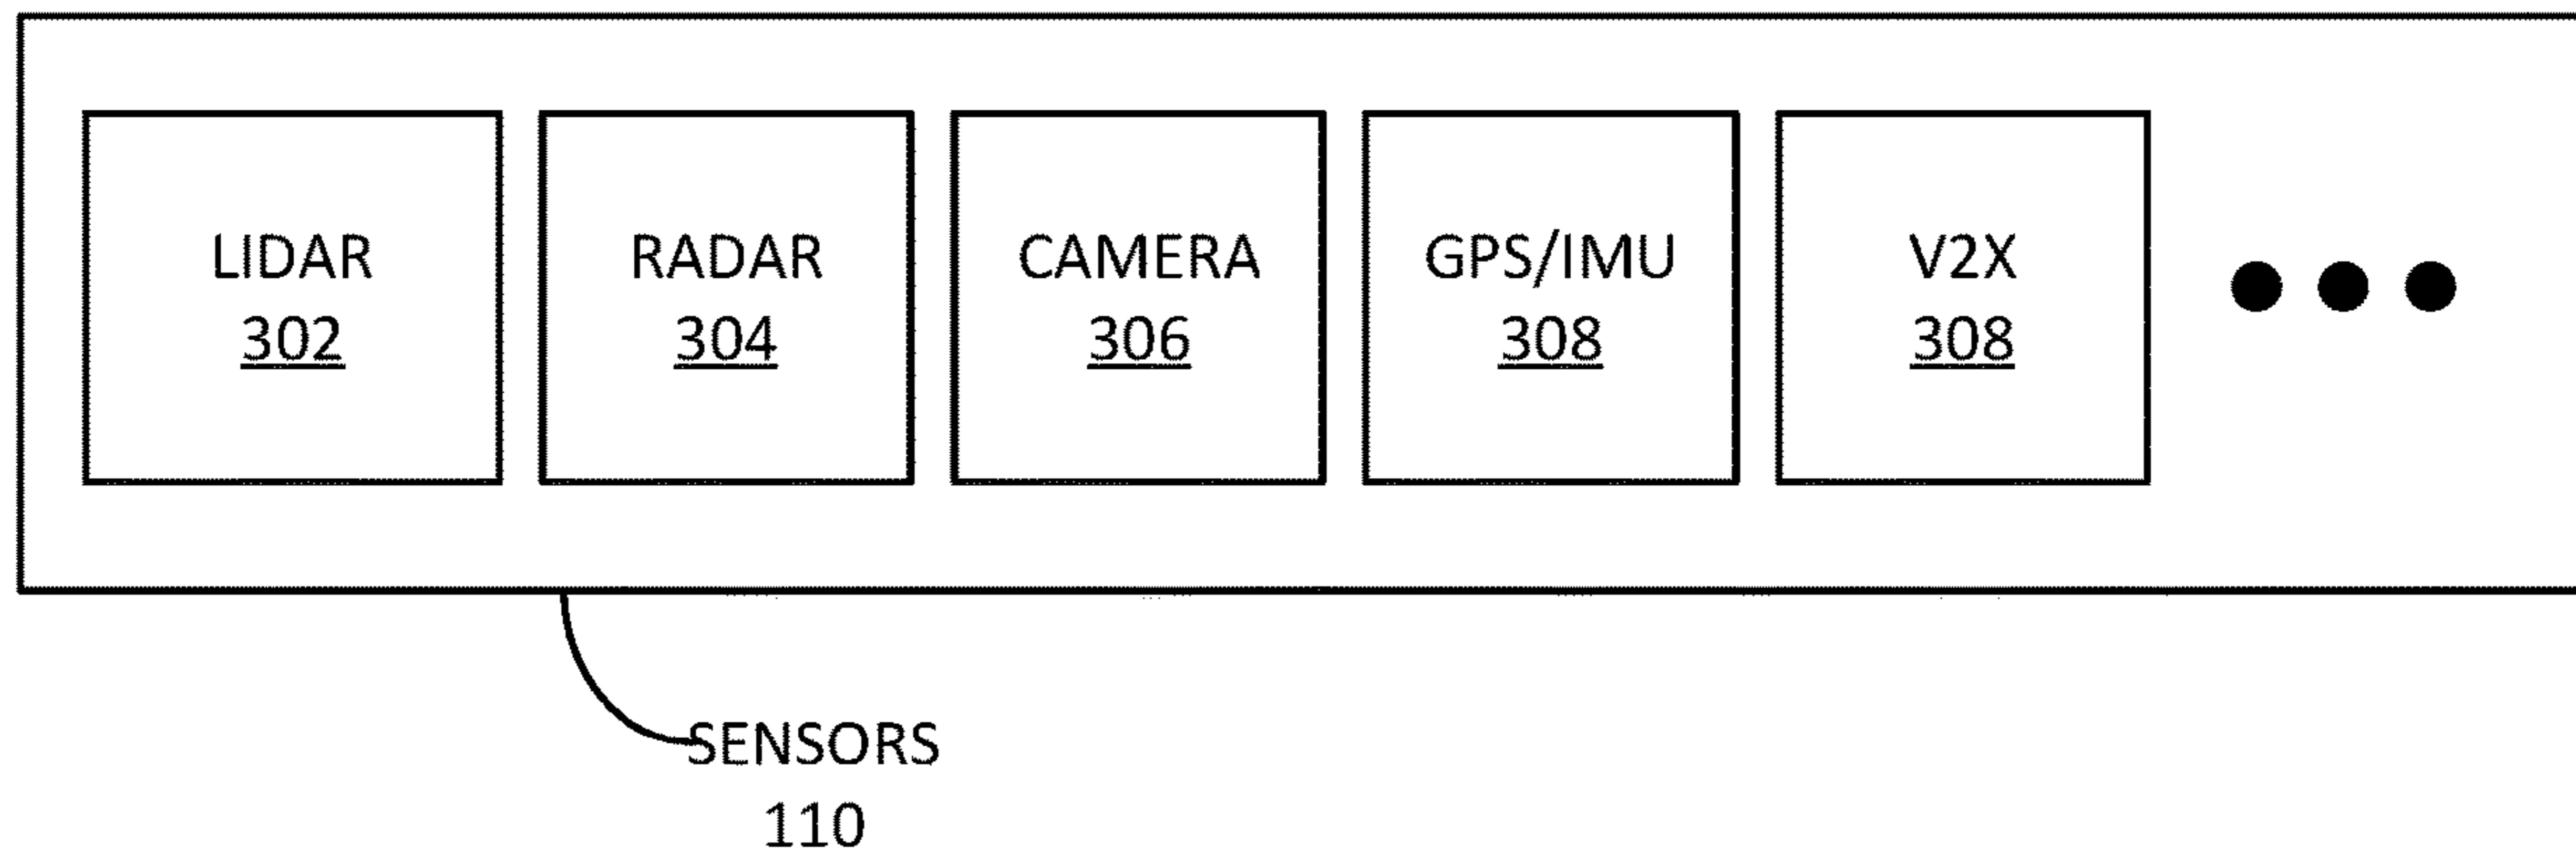 LIDAR
302
RADAR
304
CAMERA
306
GPS/IMU
308
V2X
308
SENSORS
110